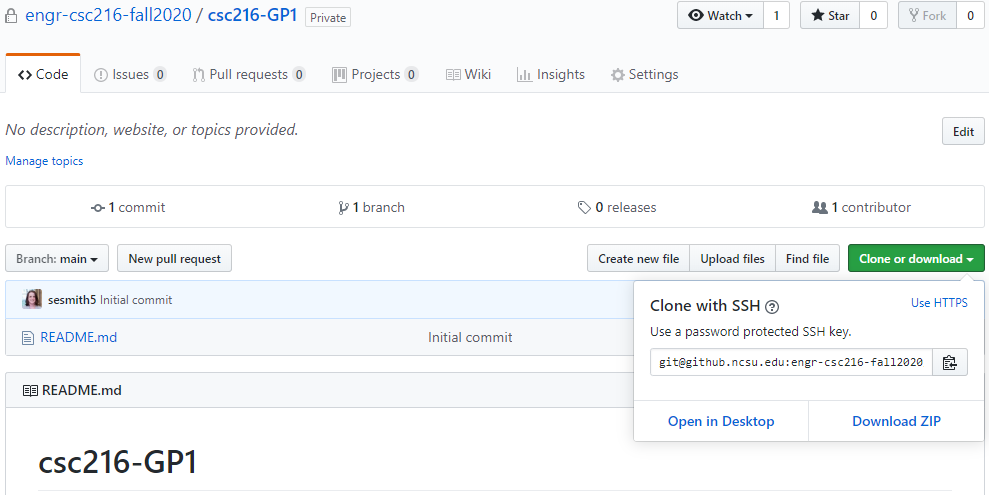 engr-csc216-fall2020 / csc216-GP1 Private
Watch 1 Star 0 Fork 0
Code Issues 0 Pull requests 0 Projects 0 Wiki Insights Settings
No description, website, or topics provided.
Edit
Manage topics
1 commit 1 branch 0 releases 1 contributor
Branch: main New pull request Create new file Upload files Find file Clone or download
sesmith5 Initial commit
README.md Initial commit
Clone with SSH ? Use HTTPS
Use a password protected SSH key.
git@github.ncsu.edu:engr-csc216-fall2020
Open in Desktop Download ZIP
README.md
csc216-GP1